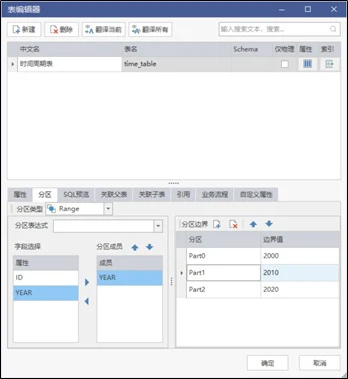 表编辑器
新建 删除 翻译当前 翻译所有 输入搜索文本，搜索...
中文名 表名 Schema 仅物理 属性 索引
时间周期表 time_table
属性 分区 SQL预览 关联父表 关联子表 引用 业务流程 自定义属性
分区类型 Range
分区表达式 分区边界
字段选择 分区成员 分区 边界值
属性 成员 Part0 2000
ID YEAR Part1 2010
YEAR Part2 2020
确定 取消